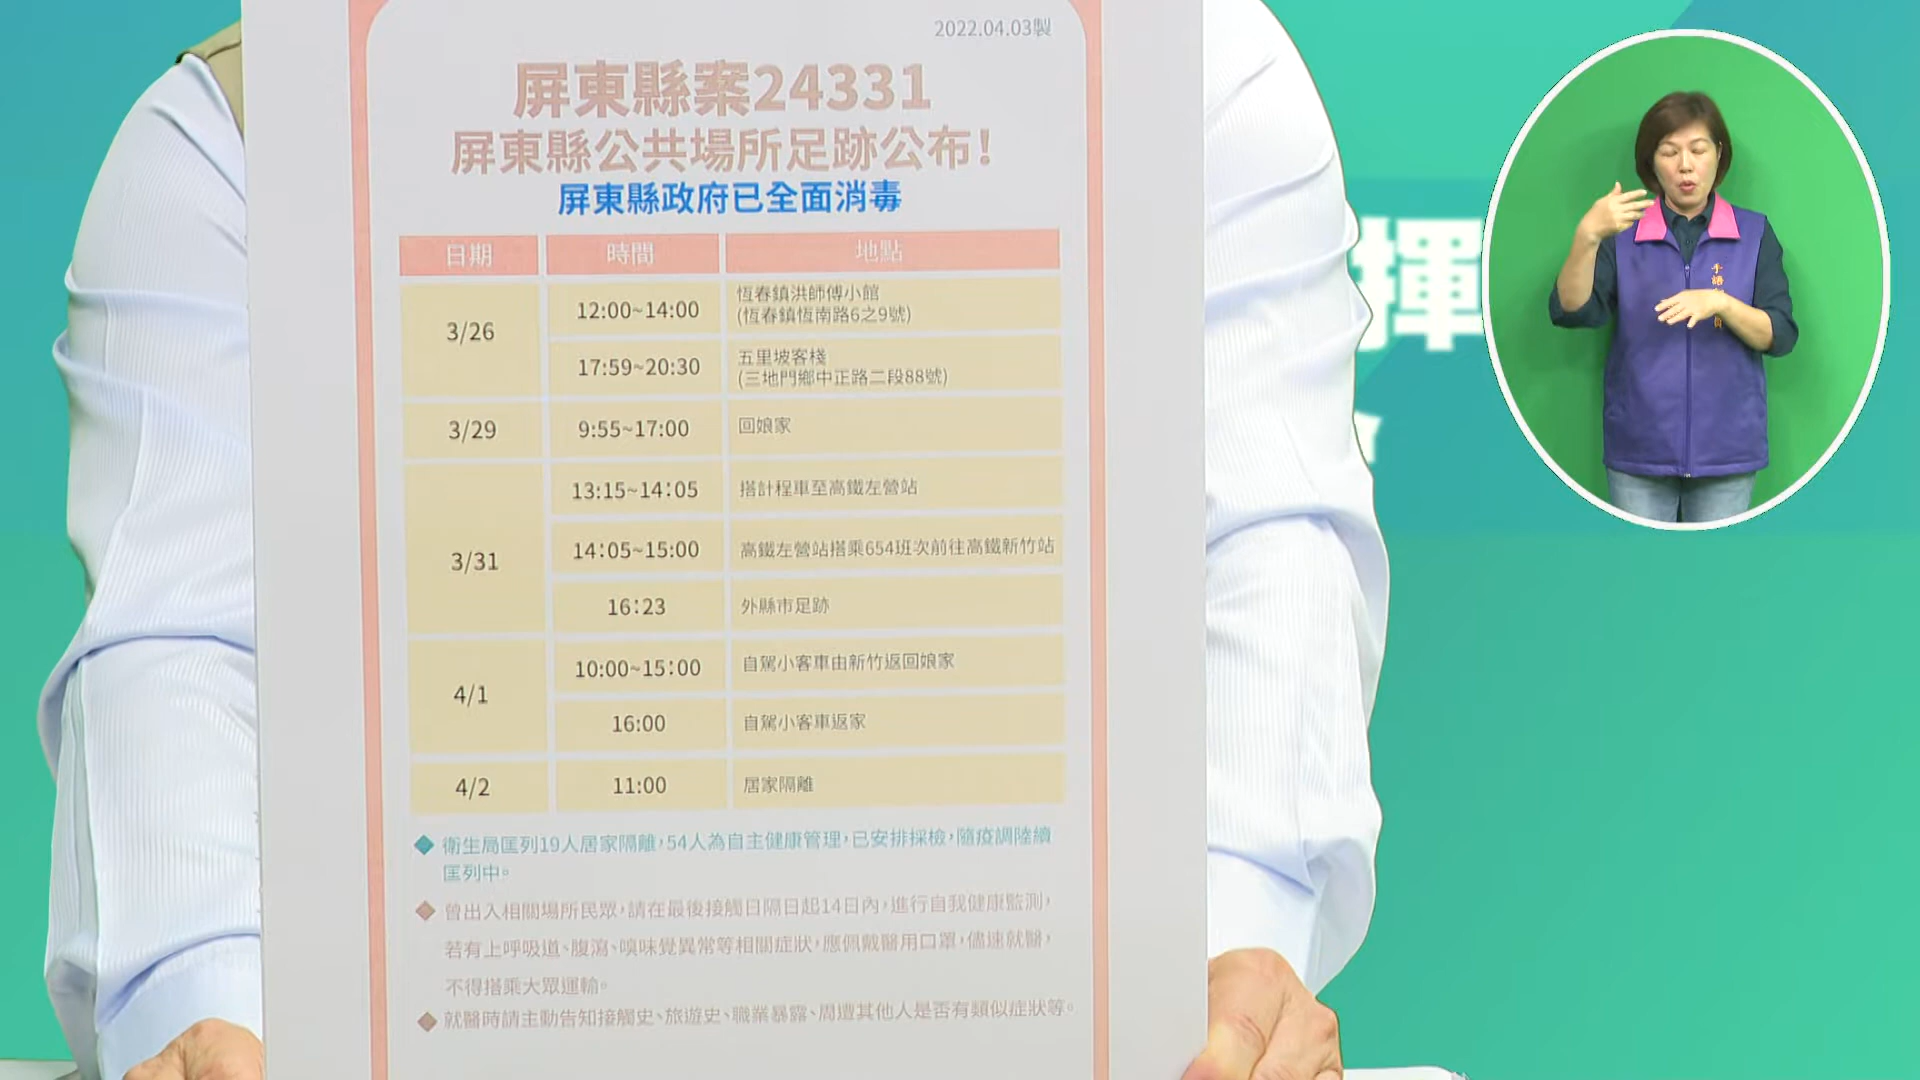 2022.04.03製
屏東縣案24331
屏東縣公共場所足跡公布！
屏東縣政府已全面消毒
日期 時間 地點
3/26 12:00~14:00 恆春鎮洪師傅小館
(恆春鎮恆南路6之9號)
17:59~20:30 五里坡客棧
(三地門鄉中正路二段88號)
3/29 9:55~17:00 回娘家
3/31 13:15~14:05 搭計程車至高鐵左營站
14:05~15:00 高鐵左營站搭乘654班次前往高鐵新竹站
16:23 外縣市足跡
4/1 10:00~15:00 自駕小客車由新竹返回娘家
16:00 自駕小客車返家
4/2 11:00 居家隔離
◆ 衛生局匡列19人居家隔離，54人為自主健康管理，已安排採檢，隨疫調陸續
匡列中。
◆ 曾出入相關場所民眾，請在最後接觸日隔日起14日內，進行自我健康監測，
若有上呼吸道、腹瀉、嗅味覺異常等相關症狀，應佩戴醫用口罩，儘速就醫，
不得搭乘大眾運輸。
◆ 就醫時請主動告知接觸史、旅遊史、職業暴露、周遭其他人是否有類似症狀等。
揮
手語
員